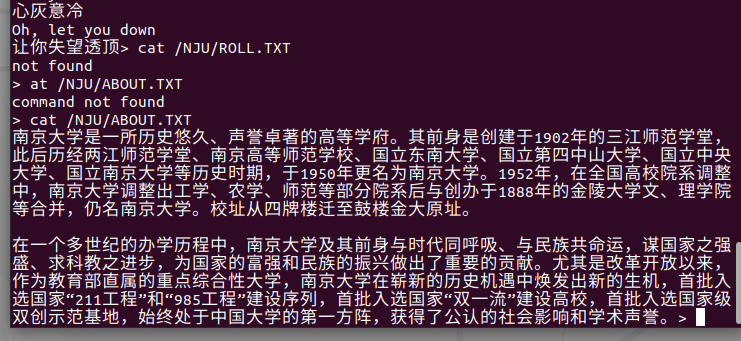 心灰意冷
Oh, let you down
让你失望透顶> cat /NJU/ROLL.TXT
not found
> at /NJU/ABOUT.TXT
command not found
> cat /NJU/ABOUT.TXT
南京大学是一所历史悠久、声誉卓著的高等学府。其前身是创建于1902年的三江师范学堂，
此后历经两江师范学堂、南京高等师范学校、国立东南大学、国立第四中山大学、国立中央
大学、国立南京大学等历史时期，于1950年更名为南京大学。1952年，在全国高校院系调整
中，南京大学调整出工学、农学、师范等部分院系后与创办于1888年的金陵大学文、理学院
等合并，仍名南京大学。校址从四牌楼迁至鼓楼金大原址。
在一个多世纪的办学历程中，南京大学及其前身与时代同呼吸、与民族共命运，谋国家之强
盛、求科教之进步，为国家的富强和民族的振兴做出了重要的贡献。尤其是改革开放以来，
作为教育部直属的重点综合性大学，南京大学在崭新的历史机遇中焕发出新的生机，首批入
选国家“211工程”和“985工程”建设序列，首批入选国家“双一流”建设高校，首批入选国家级
双创示范基地，始终处于中国大学的第一方阵，获得了公认的社会影响和学术声誉。>